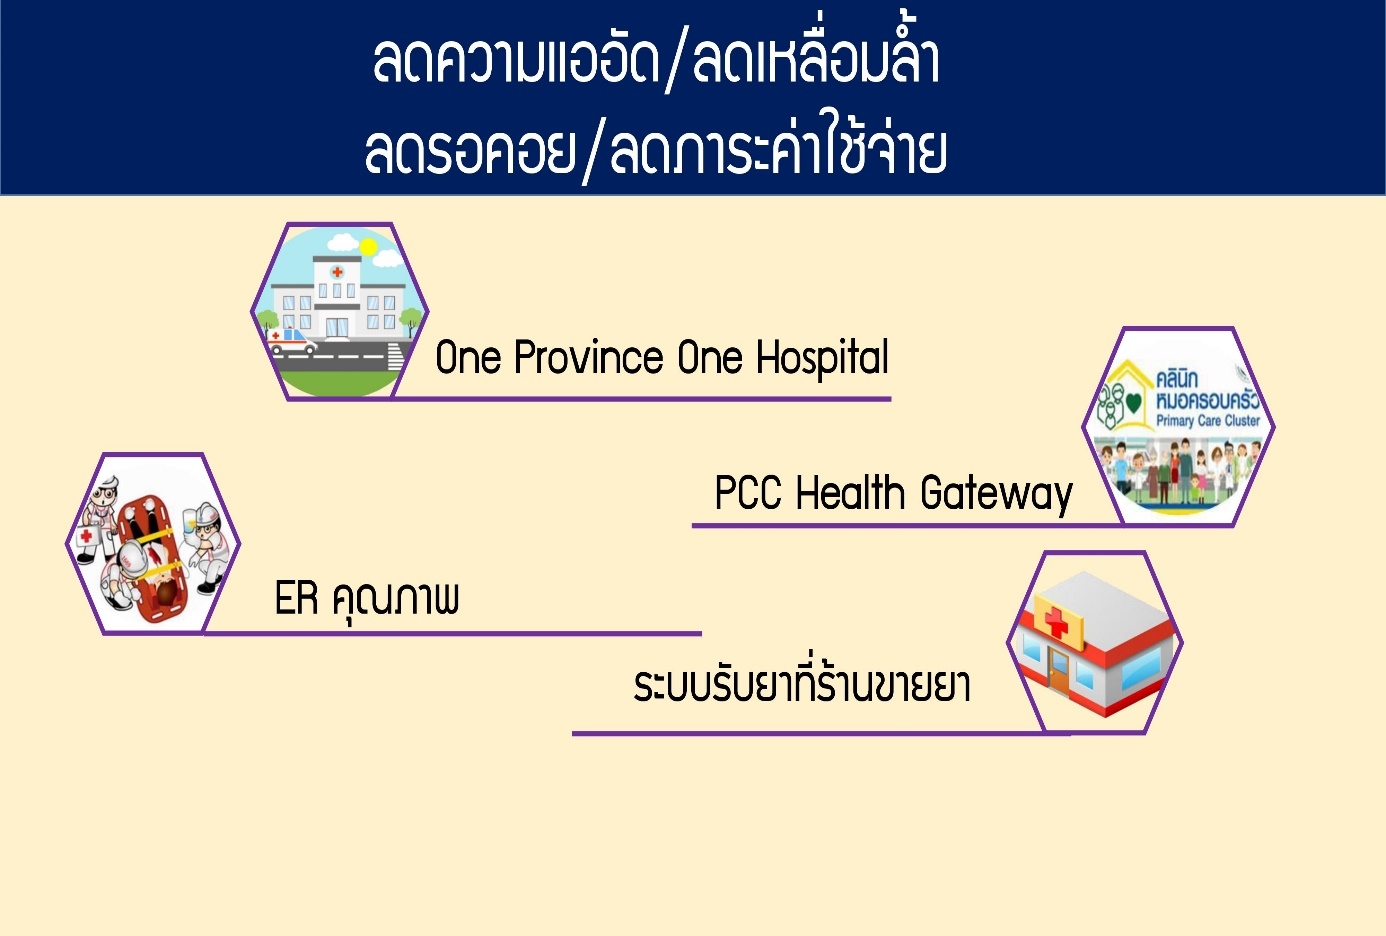 ลดความแออัด/ลดเหลื่อมล้ำ
ลดรอคอย/ลดภาระค่าใช้จ่าย
One Province One Hospital
คลินิก
หมอครอบครัว
Primary Care Cluster
PCC Health Gateway
ER คุณภาพ
ระบบรับยาที่ร้านขายยา